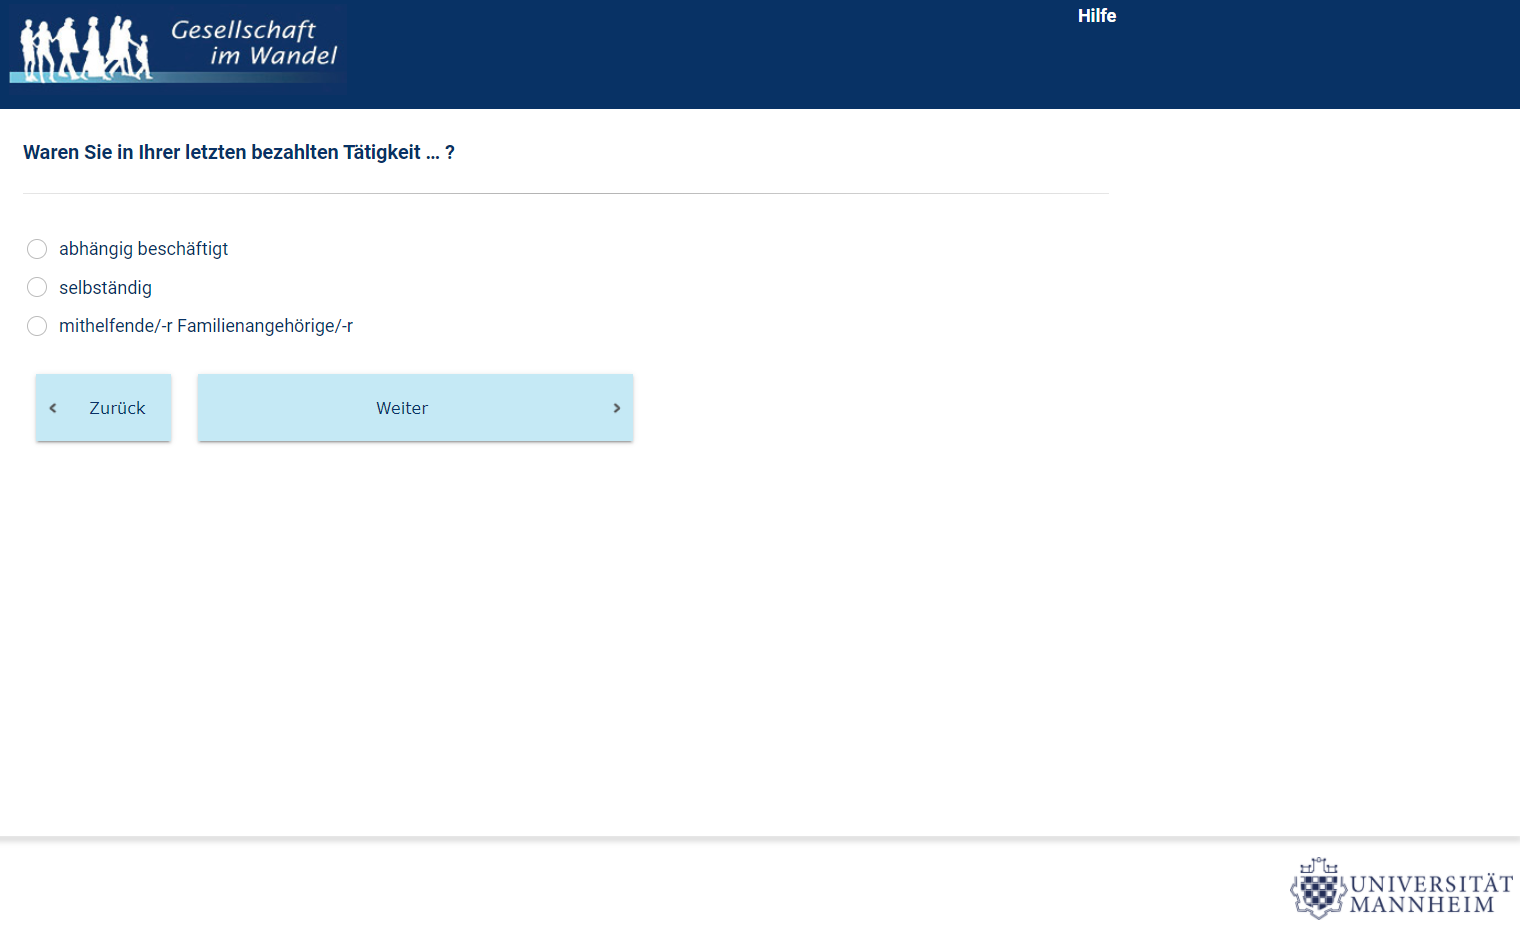 Gesellschaft
im Wandel
Hilfe
Waren Sie in Ihrer letzten bezahlten Tätigkeit ... ?
abhängig beschäftigt
selbständig
mithelfende/-r Familienangehörige/-r
Zurück
Weiter
UNIVERSITÄT
MANNHEIM